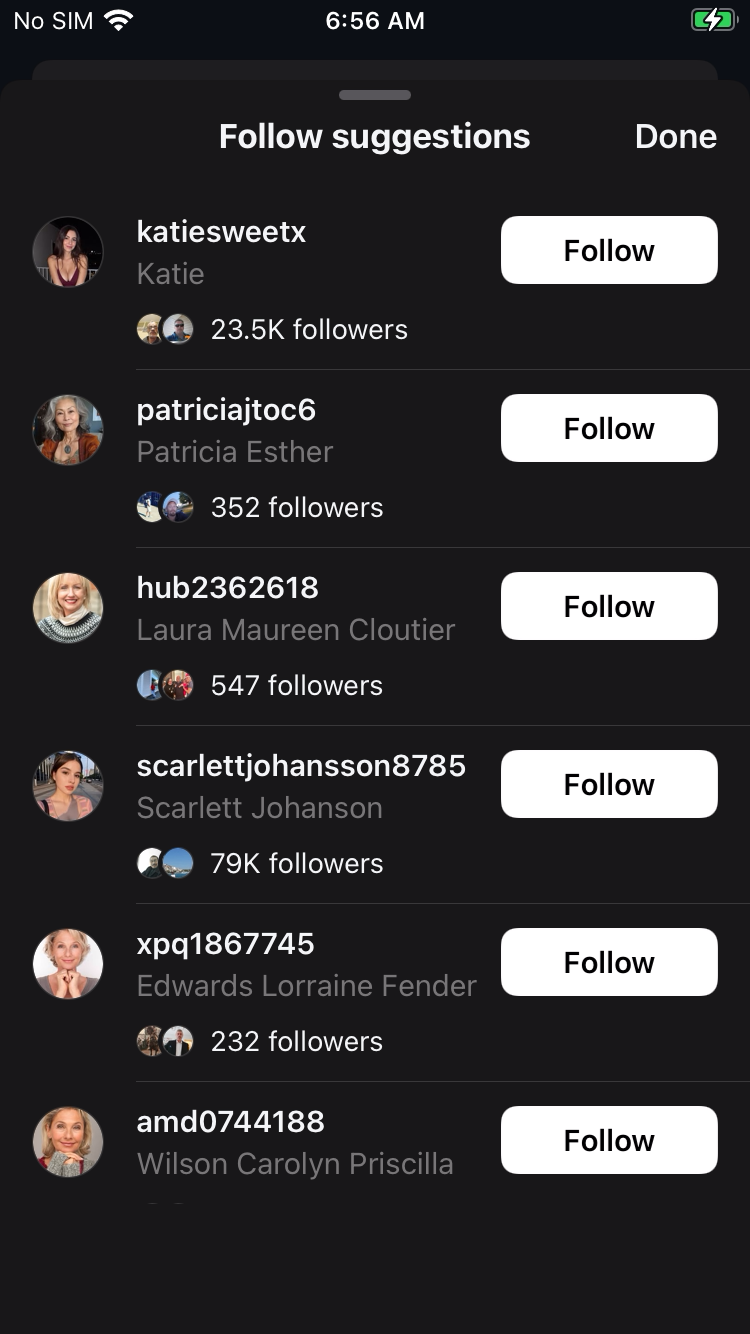 No SIM 6:56 AM
Follow suggestions Done
katiesweetx
Katie
Follow
23.5K followers
patriciajtoc6
Patricia Esther
Follow
352 followers
hub2362618
Laura Maureen Cloutier
Follow
547 followers
scarlettjohansson8785
Scarlett Johanson
Follow
79K followers
xpq1867745
Edwards Lorraine Fender
Follow
232 followers
amd0744188
Wilson Carolyn Priscilla
Follow